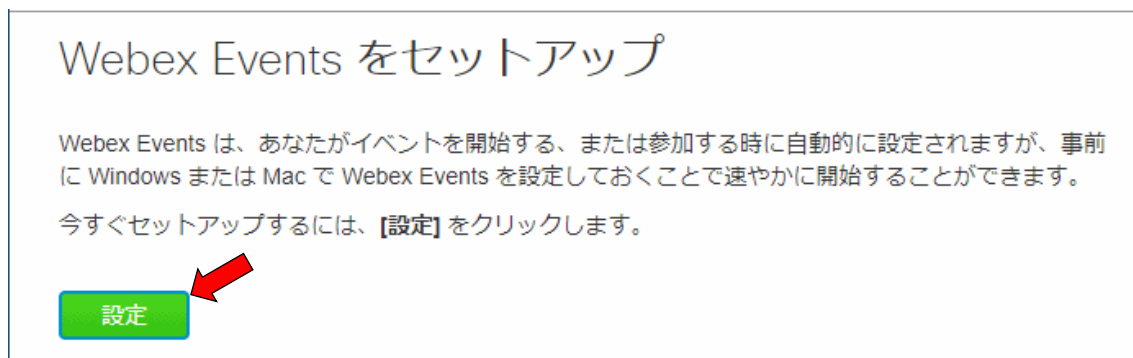 Webex Events をセットアップ
Webex Events は、あなたがイベントを開始する、または参加する時に自動的に設定されますが、事前
に Windows または Mac で Webex Events を設定しておくことで速やかに開始することができます。
今すぐセットアップするには、[設定] をクリックします。
設定